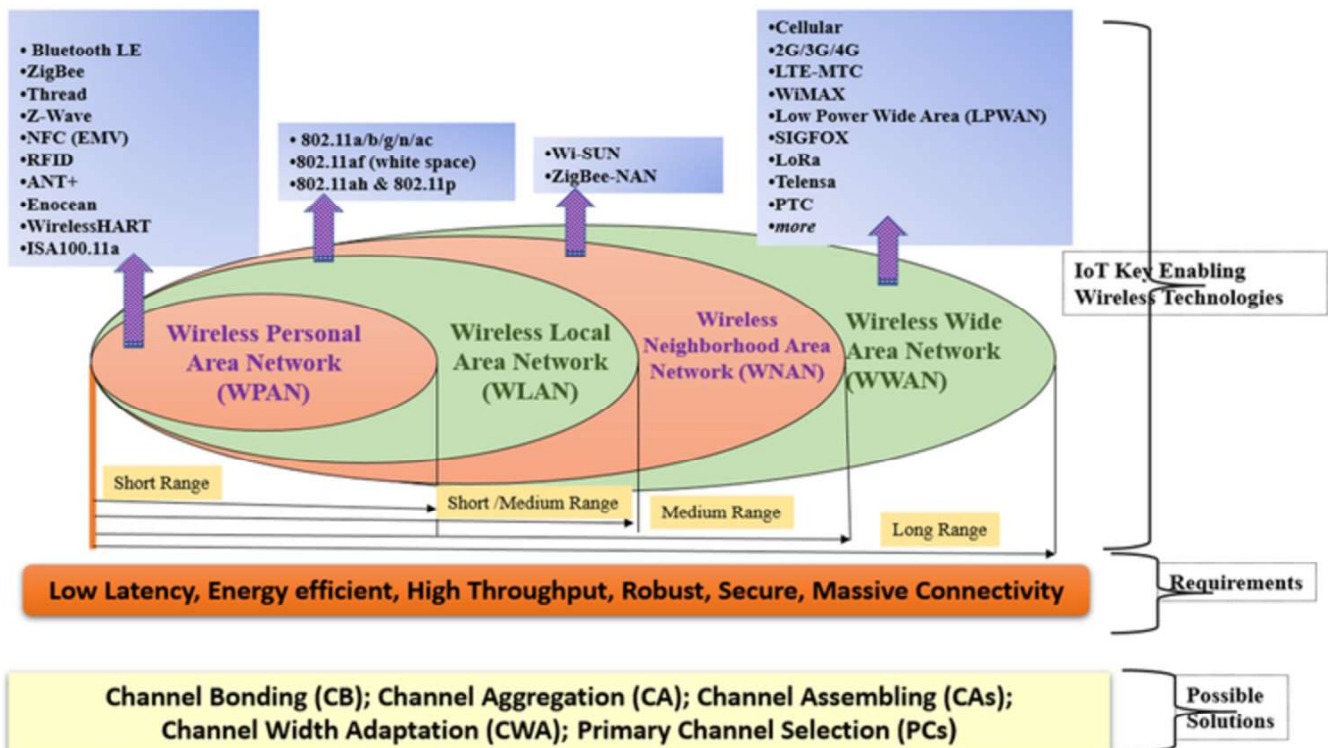 • Bluetooth LE
•ZigBee
•Thread
•Z-Wave
•NFC (EMV)
•RFID
•ANT+
•Enocean
•WirelessHART
•ISA100.11a
• 802.11a/b/g/n/ac
•802.11af (white space)
•802.11ah & 802.11p
•Wi-SUN
•ZigBee-NAN
•Cellular
•2G/3G/4G
•LTE-MTC
•WiMAX
•Low Power Wide Area (LPWAN)
•SIGFOX
•LoRa
•Telensa
•PTC
•more
IoT Key Enabling
Wireless Technologies
Wireless Personal
Area Network
(WPAN)
Wireless Local
Area Network
(WLAN)
Wireless
Neighborhood Area
Network (WNAN)
Wireless Wide
Area Network
(WWAN)
Short Range
Short /Medium Range
Medium Range
Long Range
Low Latency, Energy efficient, High Throughput, Robust, Secure, Massive Connectivity
Requirements
Channel Bonding (CB); Channel Aggregation (CA); Channel Assembling (CAs);
Channel Width Adaptation (CWA); Primary Channel Selection (PCs)
Possible
Solutions